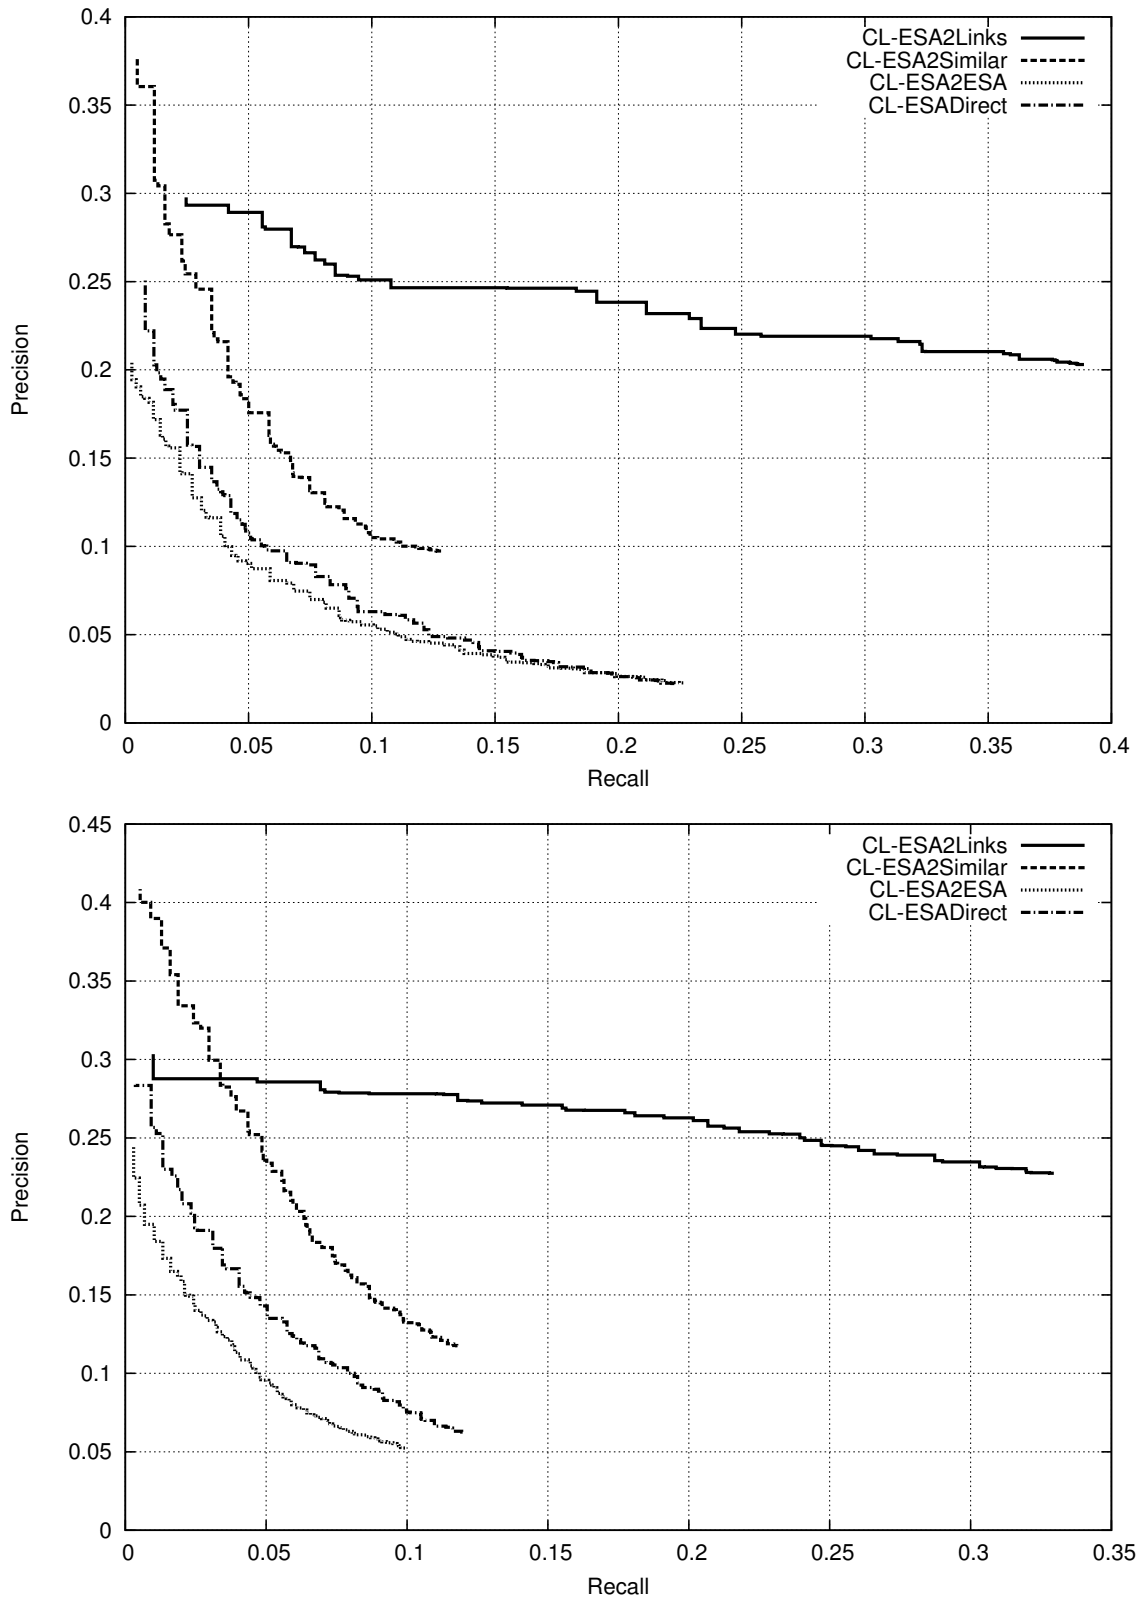 0.4
CL-ESA2Links
CL-ESA2Similar
CL-ESA2ESA
CL-ESADirect
0.35
0.3
0.25
0.2
0.15
0.1
0.05
0
Precision
0 0.05 0.1 0.15 0.2 0.25 0.3 0.35 0.4
Recall
0.45
CL-ESA2Links
CL-ESA2Similar
CL-ESA2ESA
CL-ESADirect
0.4
0.35
0.3
0.25
0.2
0.15
0.1
0.05
0
Precision
0 0.05 0.1 0.15 0.2 0.25 0.3 0.35
Recall